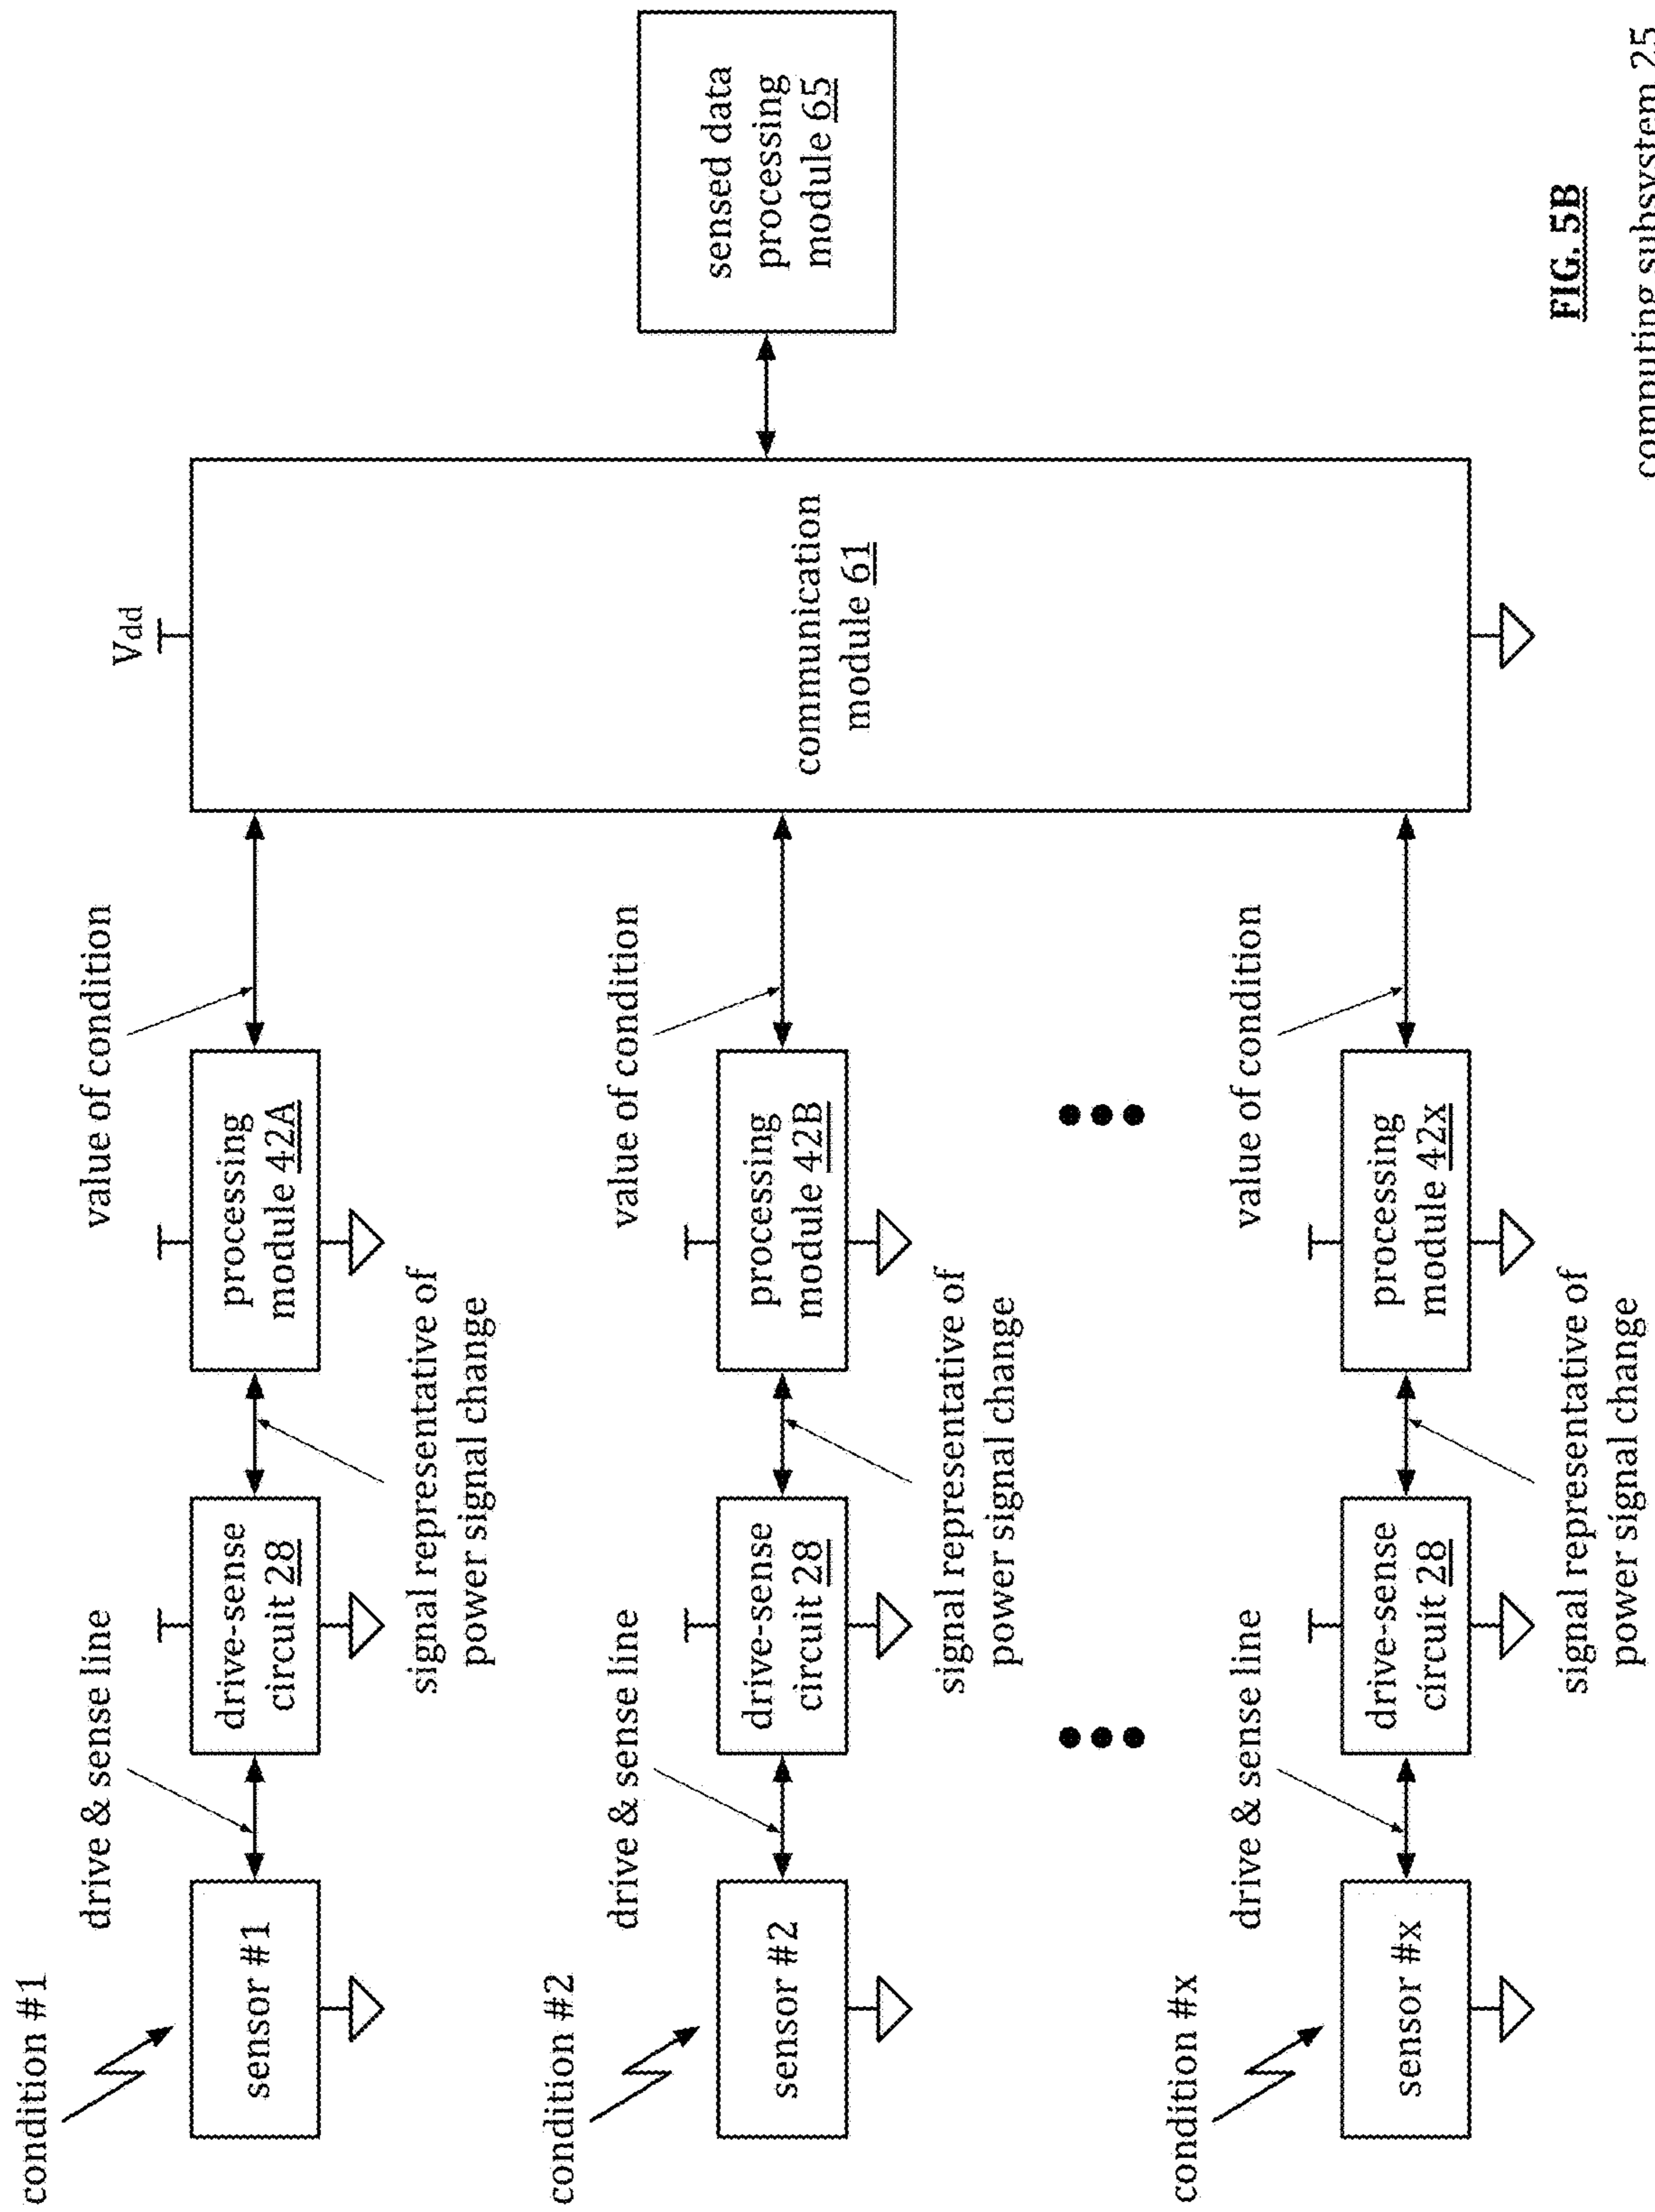 condition #1
drive & sense line
value of condition
Vdd
sensor #1
drive-sense
circuit 28
processing
module 42A
signal representative of
power signal change
condition #2
drive & sense line
value of condition
sensor #2
drive-sense
circuit 28
processing
module 42B
signal representative of
power signal change
condition #x
drive & sense line
value of condition
sensor #x
drive-sense
circuit 28
processing
module 42x
signal representative of
power signal change
communication
module 61
sensed data
processing
module 65
FIG. 5B
computing subsystem 25